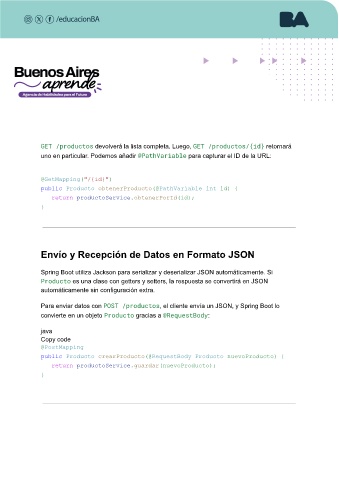 /educacionBA
BA
Buenos Aires
aprende
Agencia de Habilidades para el Futuro
GET /productos devolverá la lista completa. Luego, GET /productos/{id} retornará
uno en particular. Podemos añadir @PathVariable para capturar el ID de la URL.
@GetMapping("/{id}")
public Producto obtenerProducto(@PathVariable int id) {
return productoService.obtenerPorId(id);
}
Envío y Recepción de Datos en Formato JSON
Spring Boot utiliza Jackson para serializar y deserializar JSON automáticamente. Si
Producto es una clase con getters y setters, la respuesta se convertirá en JSON
automáticamente sin configuración extra.
Para enviar datos con POST /productos, el cliente envía un JSON, y Spring Boot lo
convierte en un objeto Producto gracias a @RequestBody:
java
Copy code
@PostMapping
public Producto crearProducto(@RequestBody Producto nuevoProducto) {
return productoService.guardar(nuevoProducto);
}